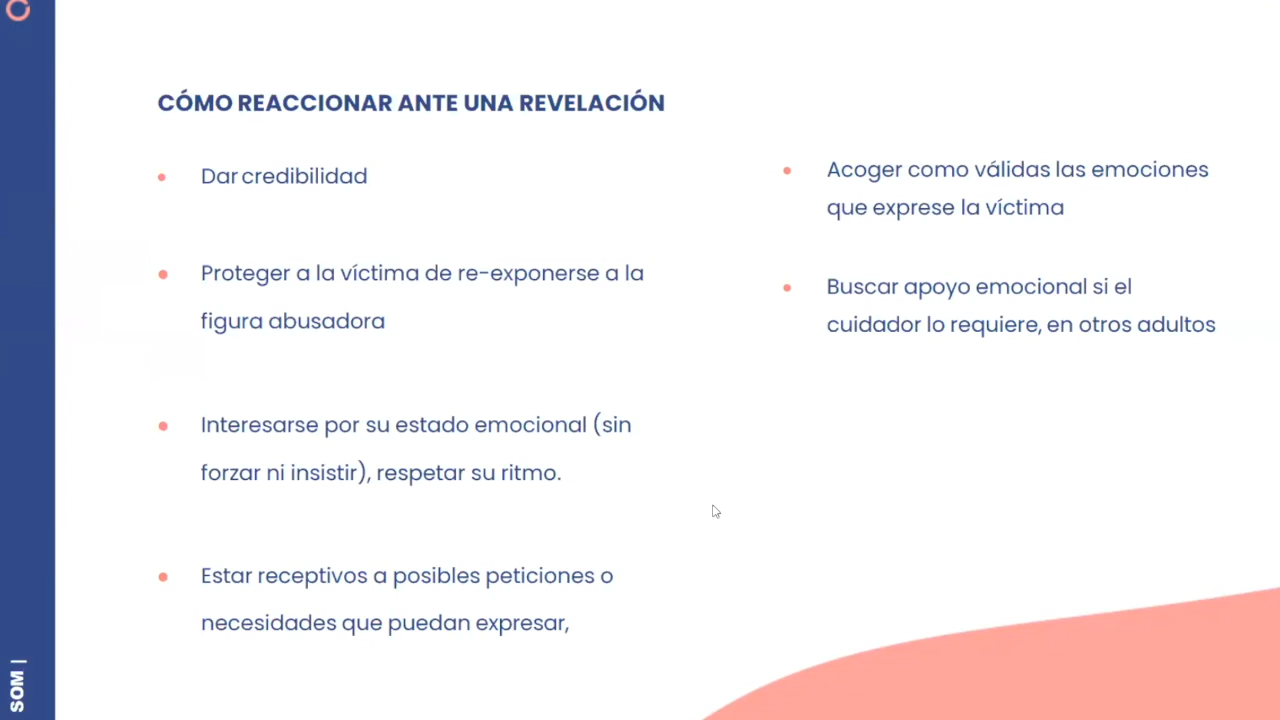 CÓMO REACCIONAR ANTE UNA REVELACIÓN
Dar credibilidad
Proteger a la víctima de re-exponerse a la
figura abusadora
Interesarse por su estado emocional (sin
forzar ni insistir), respetar su ritmo.
Estar receptivos a posibles peticiones o
necesidades que puedan expresar,
Acoger como válidas las emociones
que exprese la víctima
Buscar apoyo emocional si el
cuidador lo requiere, en otros adultos
SOM |